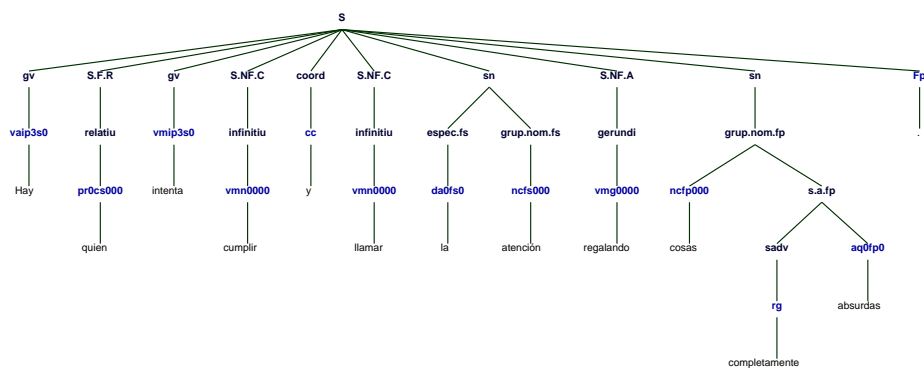 S
gv S.F.R gv S.NF.C coord S.NF.C sn S.NF.A sn Fp
vaip3s0 relatiu vmip3s0 infinitiu cc infinitiu espec.fs grup.nom.fs gerundi grup.nom.fp .
Hay pr0cs000 intenta vmn0000 y vmn0000 da0fs0 ncfs000 vmg0000 ncfp000 s.a.fp
quien cumplir llamar la atención regalando cosas sadv aq0fp0
rg absurdas
completamente